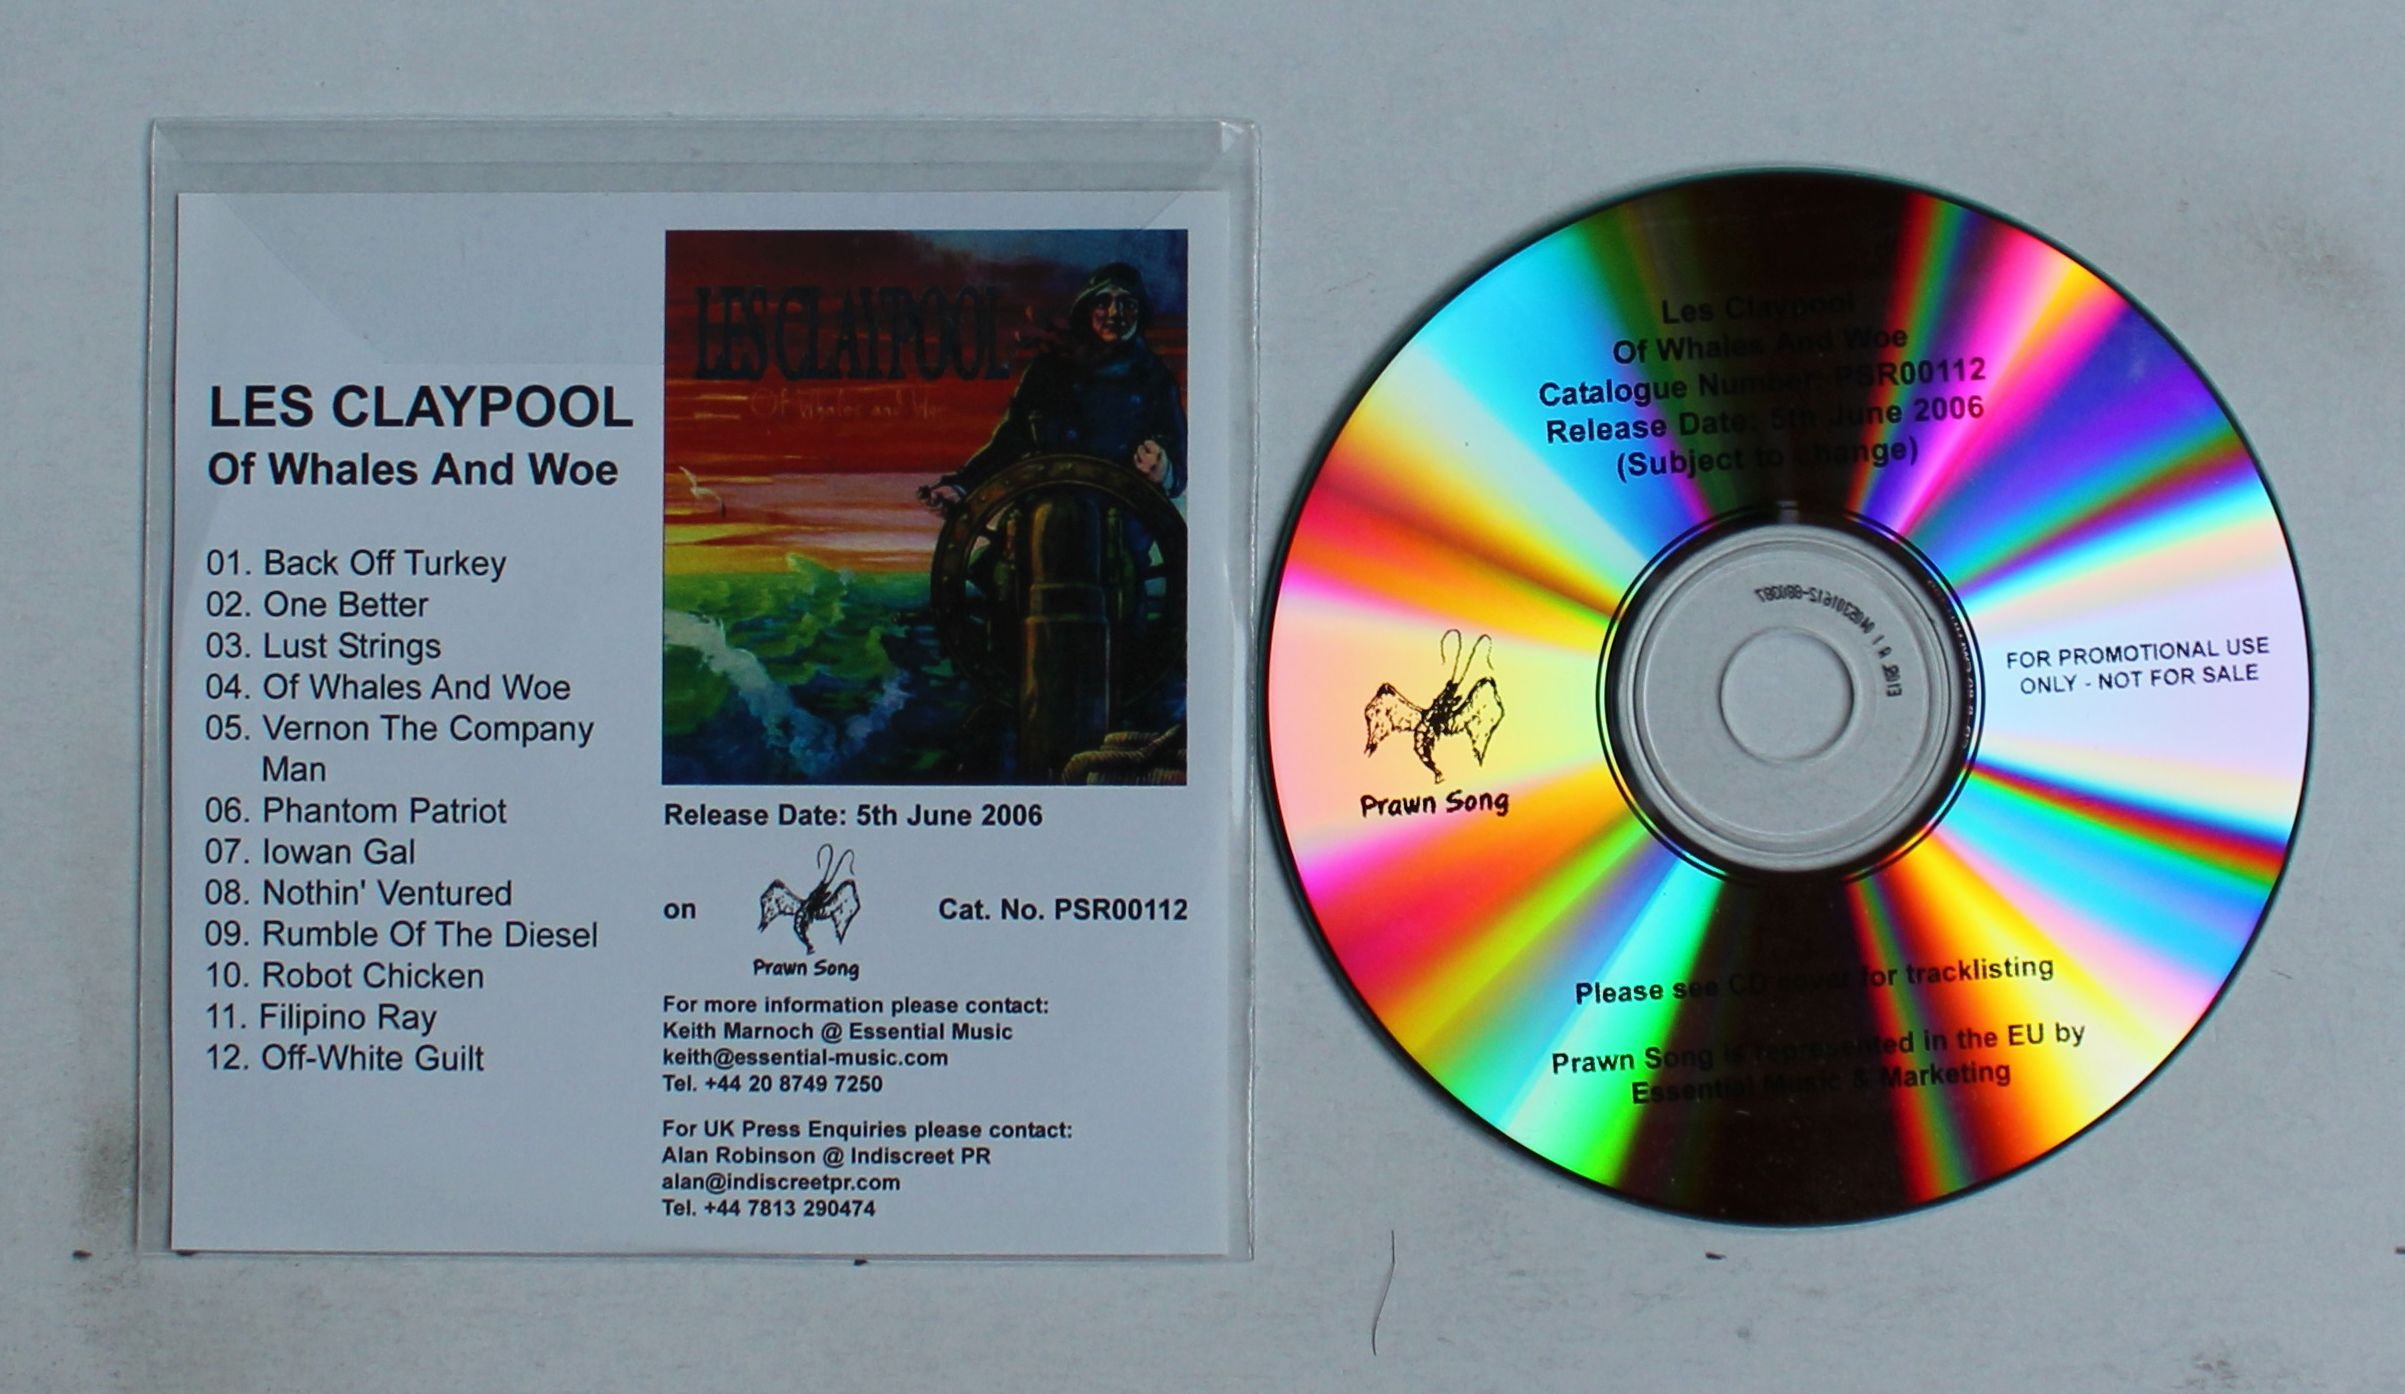 LES CLAYPOOL
Of Whales And Woe
01. Back Off Turkey
02. One Better
03. Lust Strings
04. Of Whales And Woe
05. Vernon The Company
Man
06. Phantom Patriot
07. Iowan Gal
08. Nothin' Ventured
09. Rumble Of The Diesel
10. Robot Chicken
11. Filipino Ray
12. Off-White Guilt
LES CLAYPOOL
Of Whales and Woe
Release Date: 5th June 2006
on
Prawn Song
Cat. No. PSR00112
For more information please contact:
Keith Marnoch @ Essential Music
keith@essential-music.com
Tel. +44 20 8749 7250
For UK Press Enquiries please contact:
Alan Robinson @ Indiscreet PR
alan@indiscreetpr.com
Tel. +44 7813 290474
Les Claypool
Of Whales And Woe
Catalogue Number: PSR00112
Release Date: 5th June 2006
(Subject to change)
Prawn Song
FOR PROMOTIONAL USE
ONLY - NOT FOR SALE
Please see CD cover for tracklisting
Prawn Song is represented in the EU by
Essential Music & Marketing